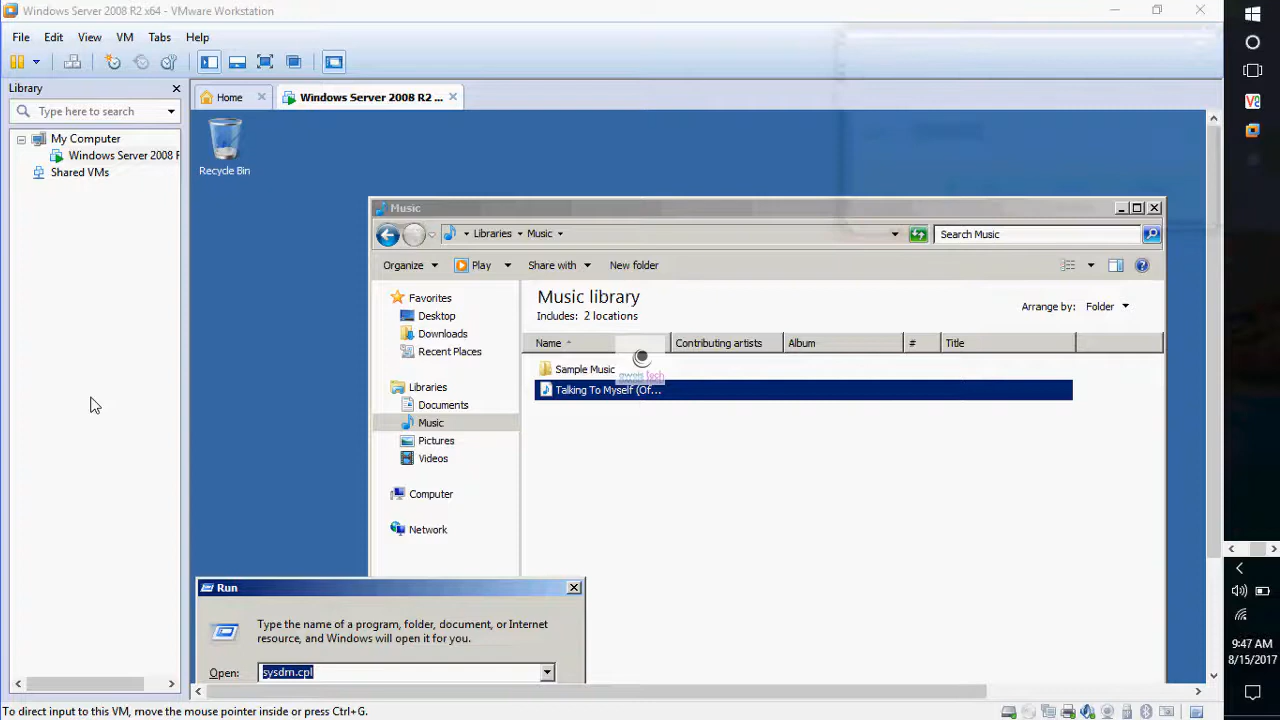 Windows Server 2008 R2 x64 - VMware Workstation
File Edit View VM Tabs Help
Library
Type here to search
Home
Windows Server 2008 R2 ...
My Computer
Windows Server 2008 F
Shared VMs
Recycle Bin
Music
Libraries Music
Search Music
Organize Play Share with New folder
Favorites
Desktop
Downloads
Recent Places
Libraries
Documents
Music
Pictures
Videos
Computer
Network
Music library
Includes: 2 locations
Arrange by: Folder
Name Contributing artists Album # Title
Sample Music
Talking To Myself (Of...
Run
Type the name of a program, folder, document, or Internet
resource, and Windows will open it for you.
Open: sysdm.cpl
To direct input to this VM, move the mouse pointer inside or press Ctrl+G.
9:47 AM
8/15/2017